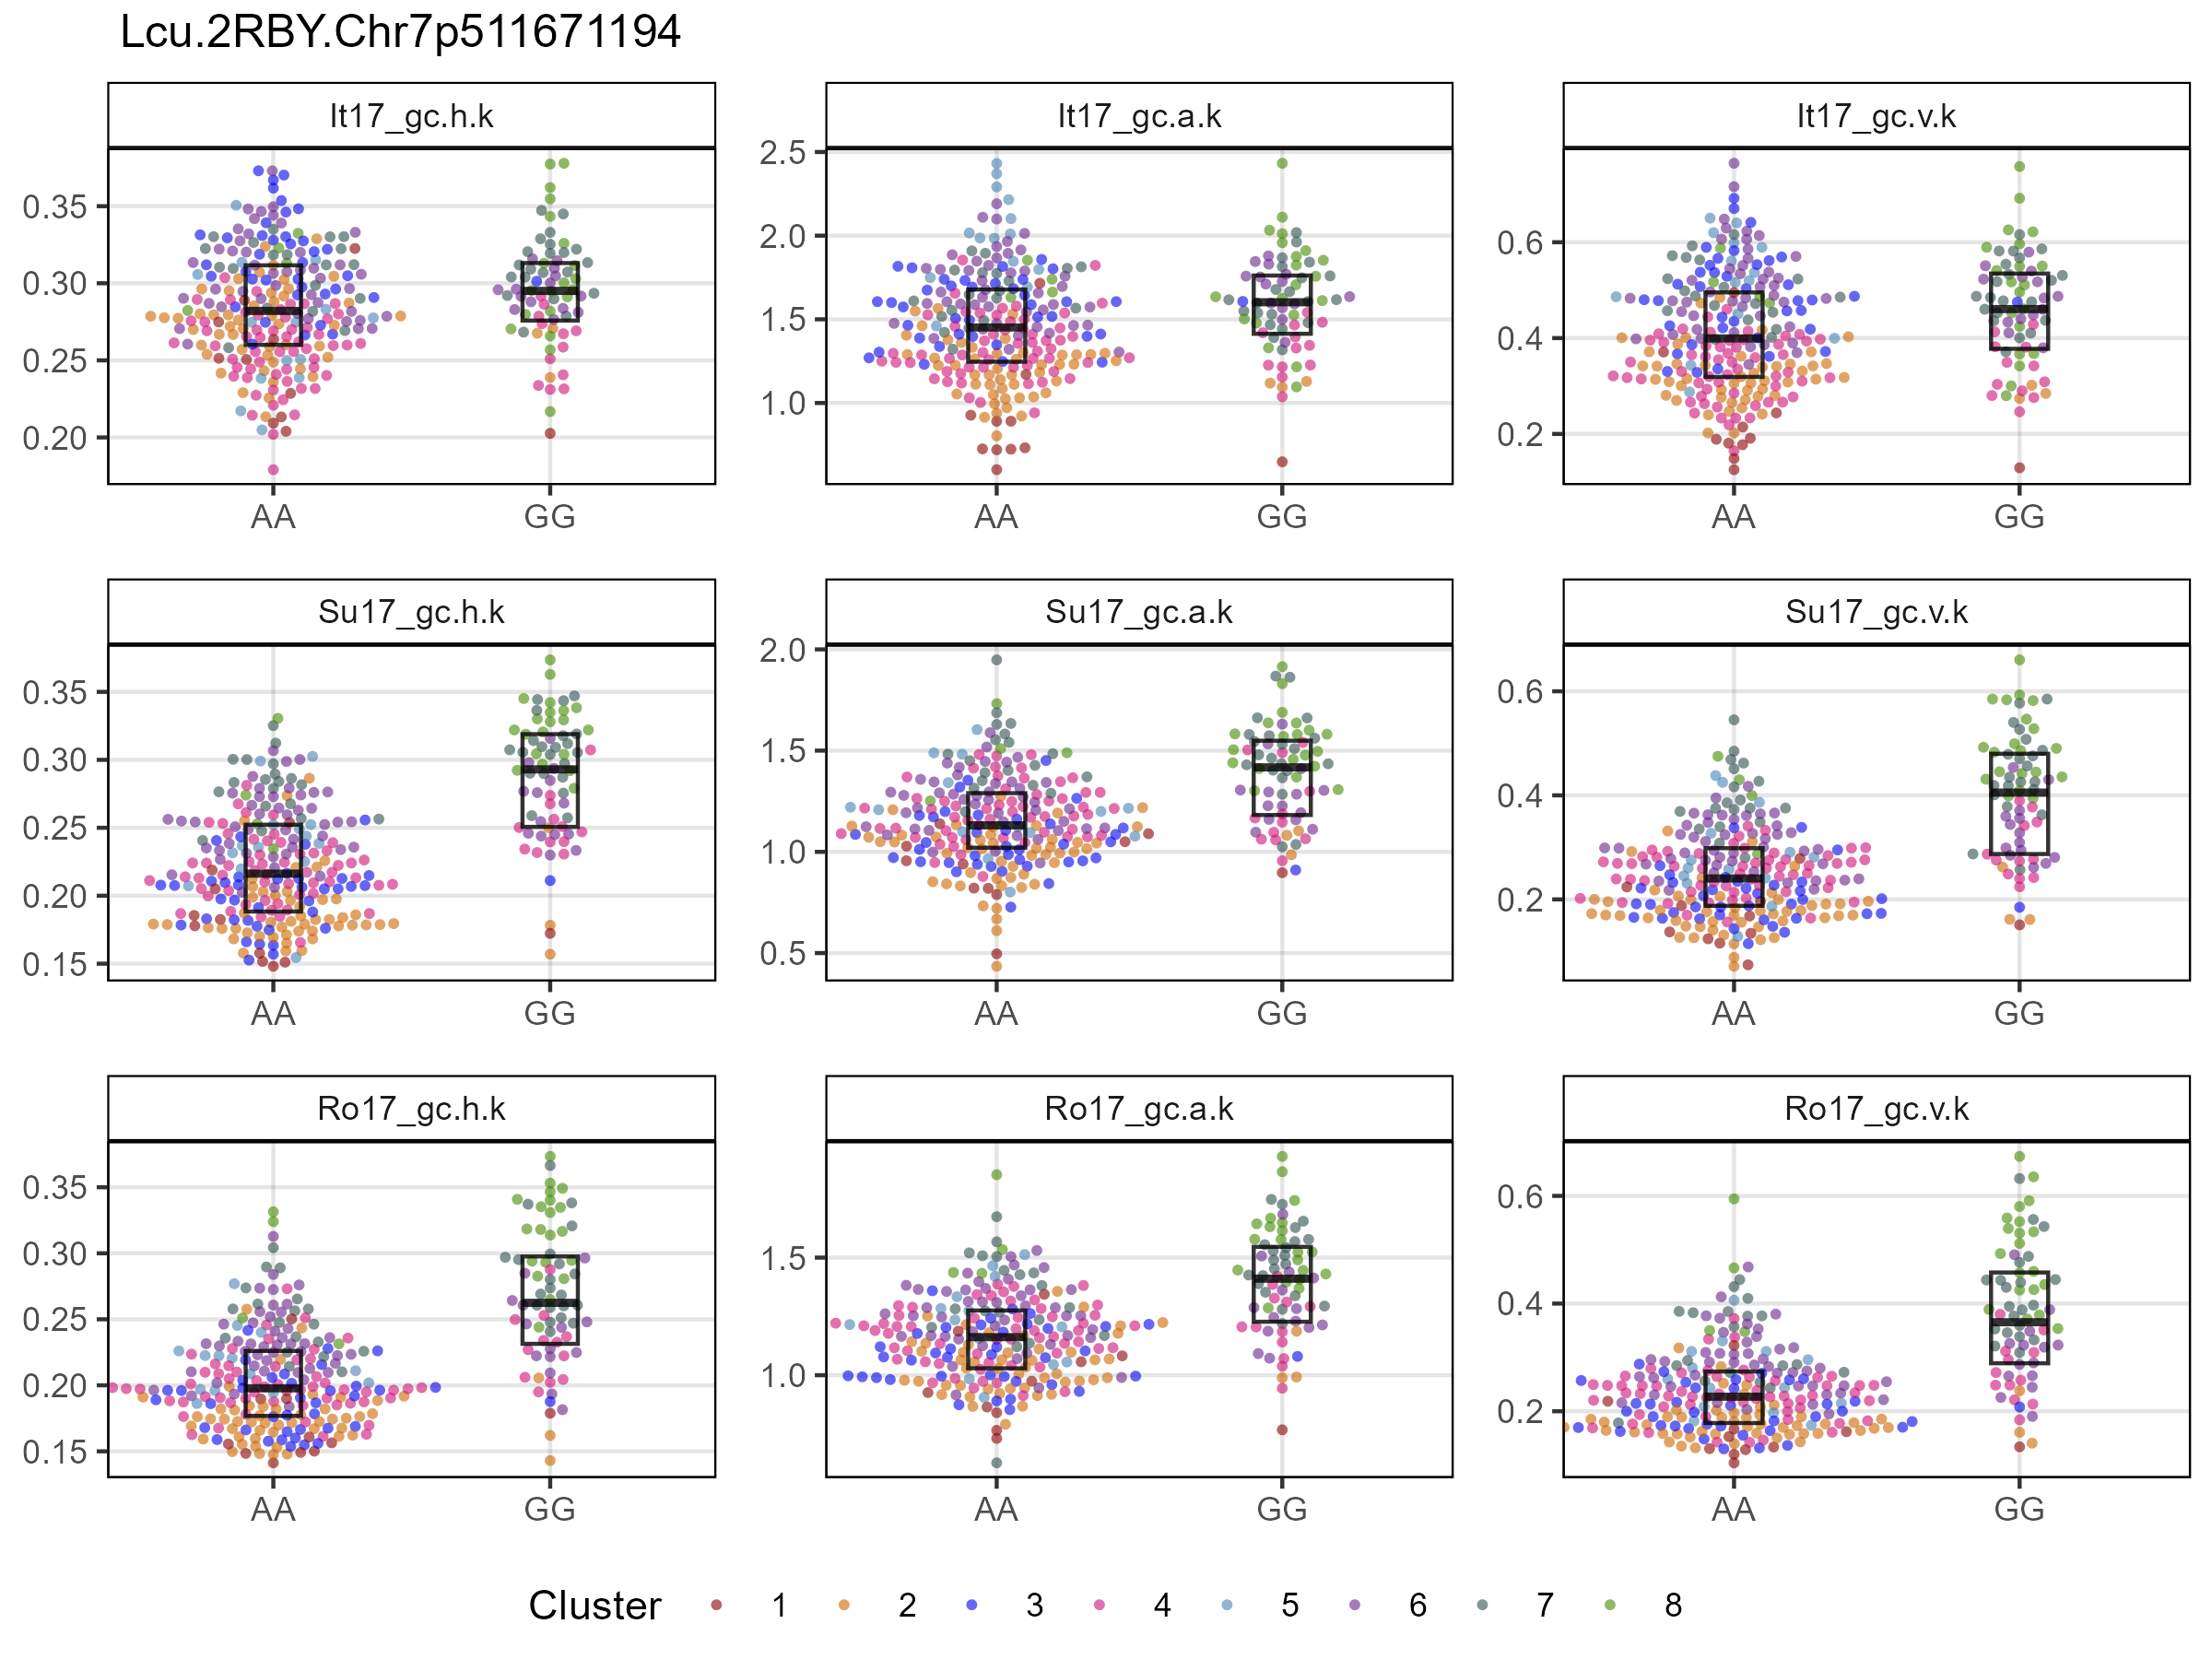 Lcu.2RBY.Chr7p511671194
It17_gc.h.k
It17_gc.a.k
It17_gc.v.k
0.35
0.30
0.25
0.20
2.5
2.0
1.5
1.0
0.6
0.4
0.2
AA GG
AA GG
AA GG
Su17_gc.h.k
Su17_gc.a.k
Su17_gc.v.k
0.35
0.30
0.25
0.20
0.15
2.0
1.5
1.0
0.5
0.6
0.4
0.2
AA GG
AA GG
AA GG
Ro17_gc.h.k
Ro17_gc.a.k
Ro17_gc.v.k
0.35
0.30
0.25
0.20
0.15
1.5
1.0
0.6
0.4
0.2
AA GG
AA GG
AA GG
Cluster 1 2 3 4 5 6 7 8